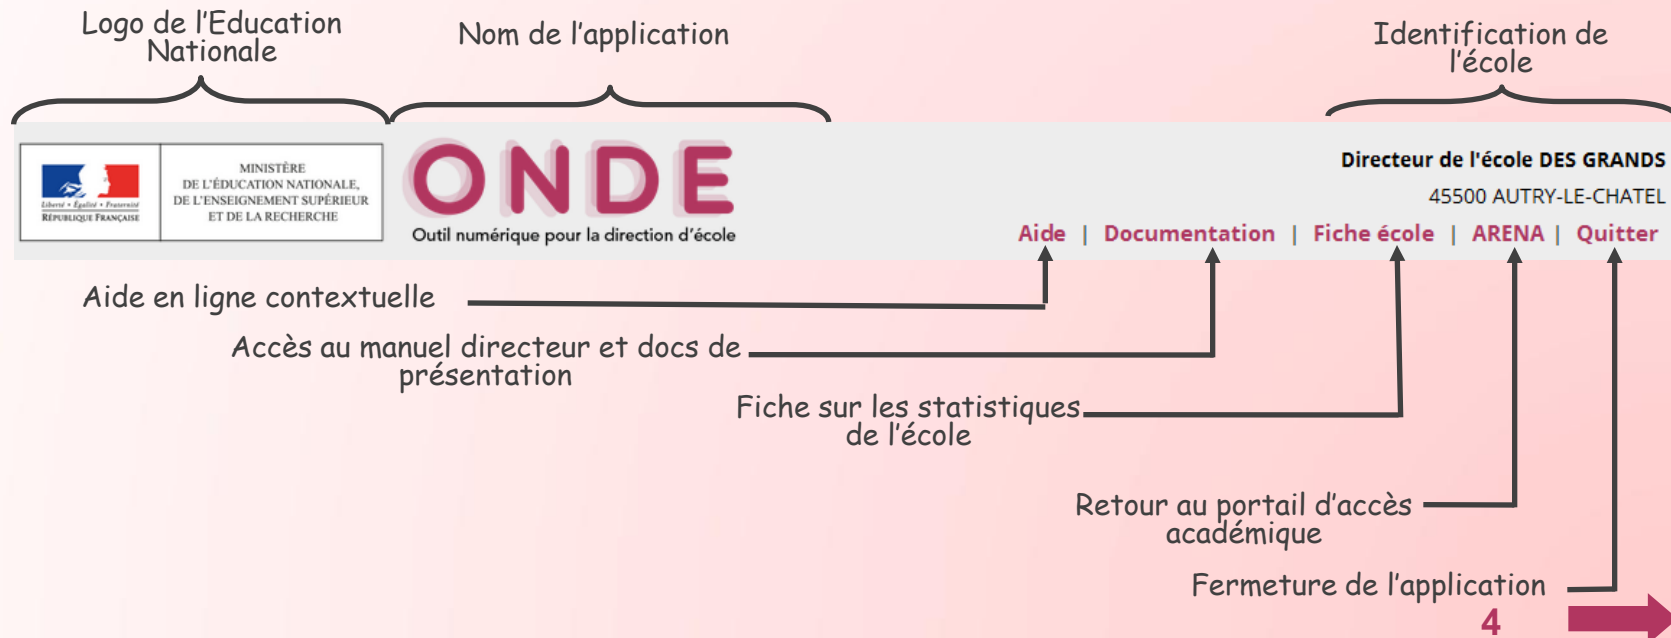 Logo de l'Education
Nationale
Nom de l'application
Identification de
l'école
Liberté • Égalité • Fraternité
RÉPUBLIQUE FRANÇAISE
MINISTÈRE
DE L'ÉDUCATION NATIONALE,
DE L'ENSEIGNEMENT SUPÉRIEUR
ET DE LA RECHERCHE
ONDE
Outil numérique pour la direction d'école
Directeur de l'école DES GRANDS
45500 AUTRY-LE-CHATEL
Aide | Documentation | Fiche école | ARENA | Quitter
Aide en ligne contextuelle
Accès au manuel directeur et docs de
présentation
Fiche sur les statistiques
de l'école
Retour au portail d'accès
académique
Fermeture de l'application
4